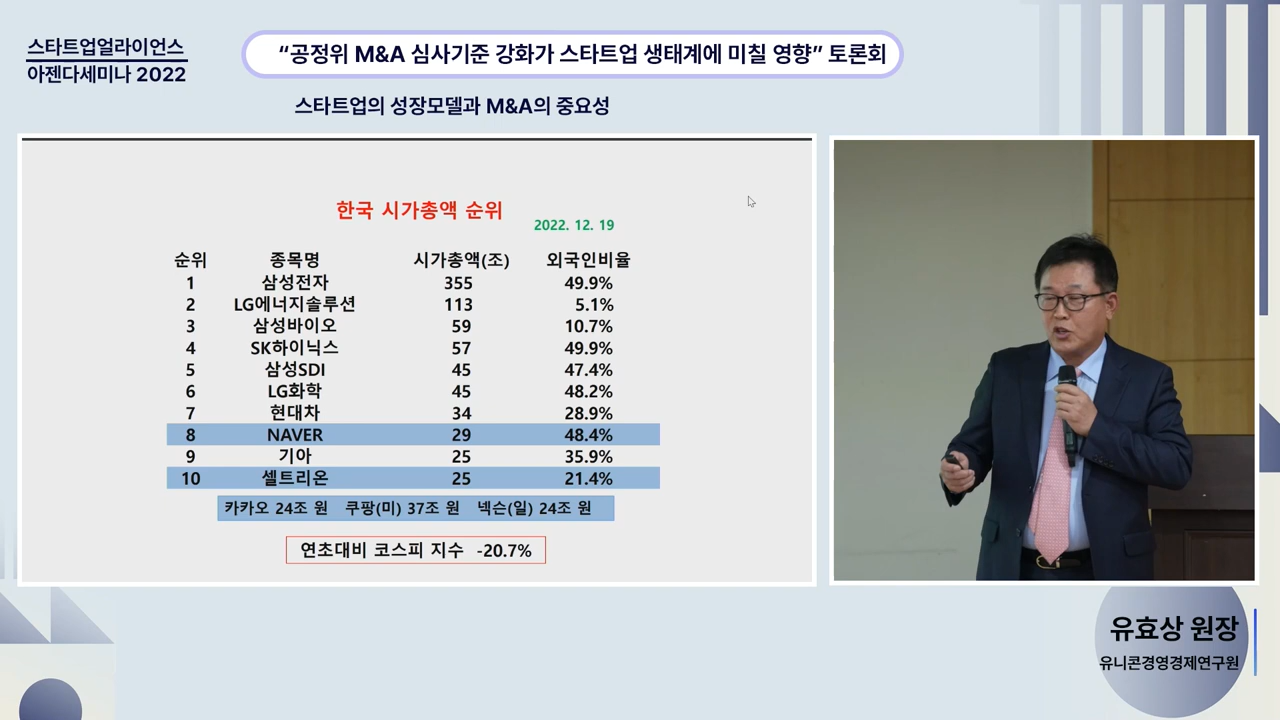 스타트업얼라이언스
아젠다세미나 2022
“공정위 M&A 심사기준 강화가 스타트업 생태계에 미칠 영향” 토론회
스타트업의 성장모델과 M&A의 중요성
한국 시가총액 순위
2022. 12. 19
순위 종목명 시가총액(조) 외국인비율
1 삼성전자 355 49.9%
2 LG에너지솔루션 113 5.1%
3 삼성바이오 59 10.7%
4 SK하이닉스 57 49.9%
5 삼성SDI 45 47.4%
6 LG화학 45 48.2%
7 현대차 34 28.9%
8 NAVER 29 48.4%
9 기아 25 35.9%
10 셀트리온 25 21.4%
카카오 24조 원 쿠팡(미) 37조 원 넥슨(일) 24조 원
연초대비 코스피 지수 -20.7%
유효상 원장
유니콘경영경제연구원